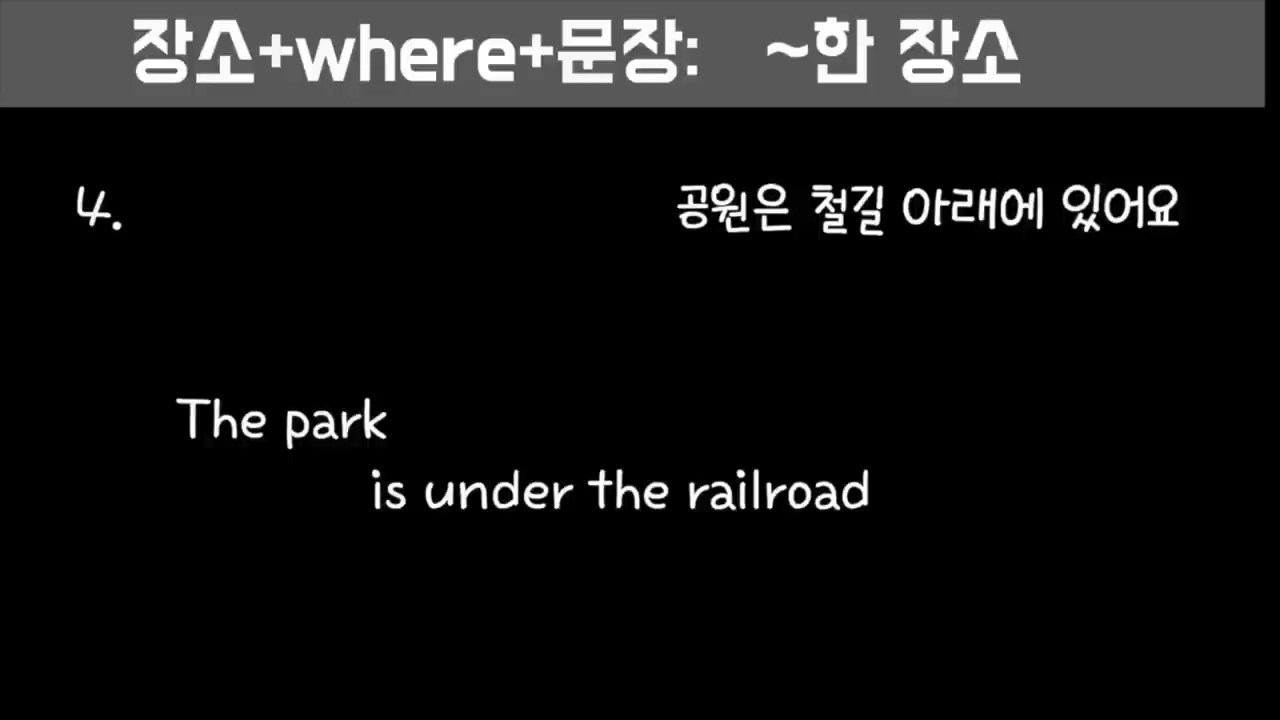 장소+where+문장: ~한 장소
4. 공원은 철길 아래에 있어요
The park
is under the railroad